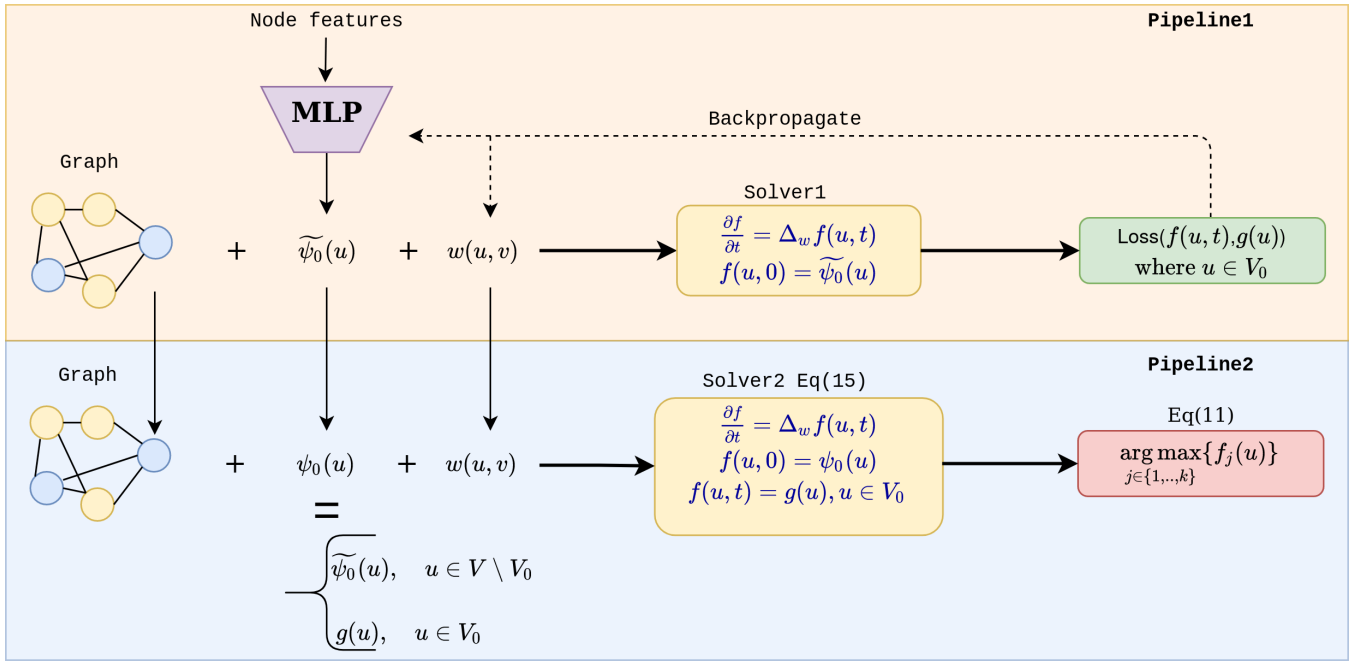 Node features
Pipeline1
MLP
Backpropagate
Graph
Solver1
$\widetilde{\psi_0}(u)$
+
+
$w(u,v)$
$\frac{\partial f}{\partial t} = \Delta_w f(u,t)$
$f(u,0) = \widetilde{\psi_0}(u)$
Loss($f(u,t)$,$g(u)$)
where $u \in V_0$
Pipeline2
Graph
Solver2 Eq(15)
Eq(11)
+
$\psi_0(u)$
+
$w(u,v)$
$\frac{\partial f}{\partial t} = \Delta_w f(u,t)$
$f(u,0) = \psi_0(u)$
$f(u,t) = g(u), u \in V_0$
$\underset{j \in \{1,..,k\}}{\arg\max}\{f_j(u)\}$
=
$\widetilde{\psi_0}(u), \quad u \in V \setminus V_0$
$g(u), \quad u \in V_0$